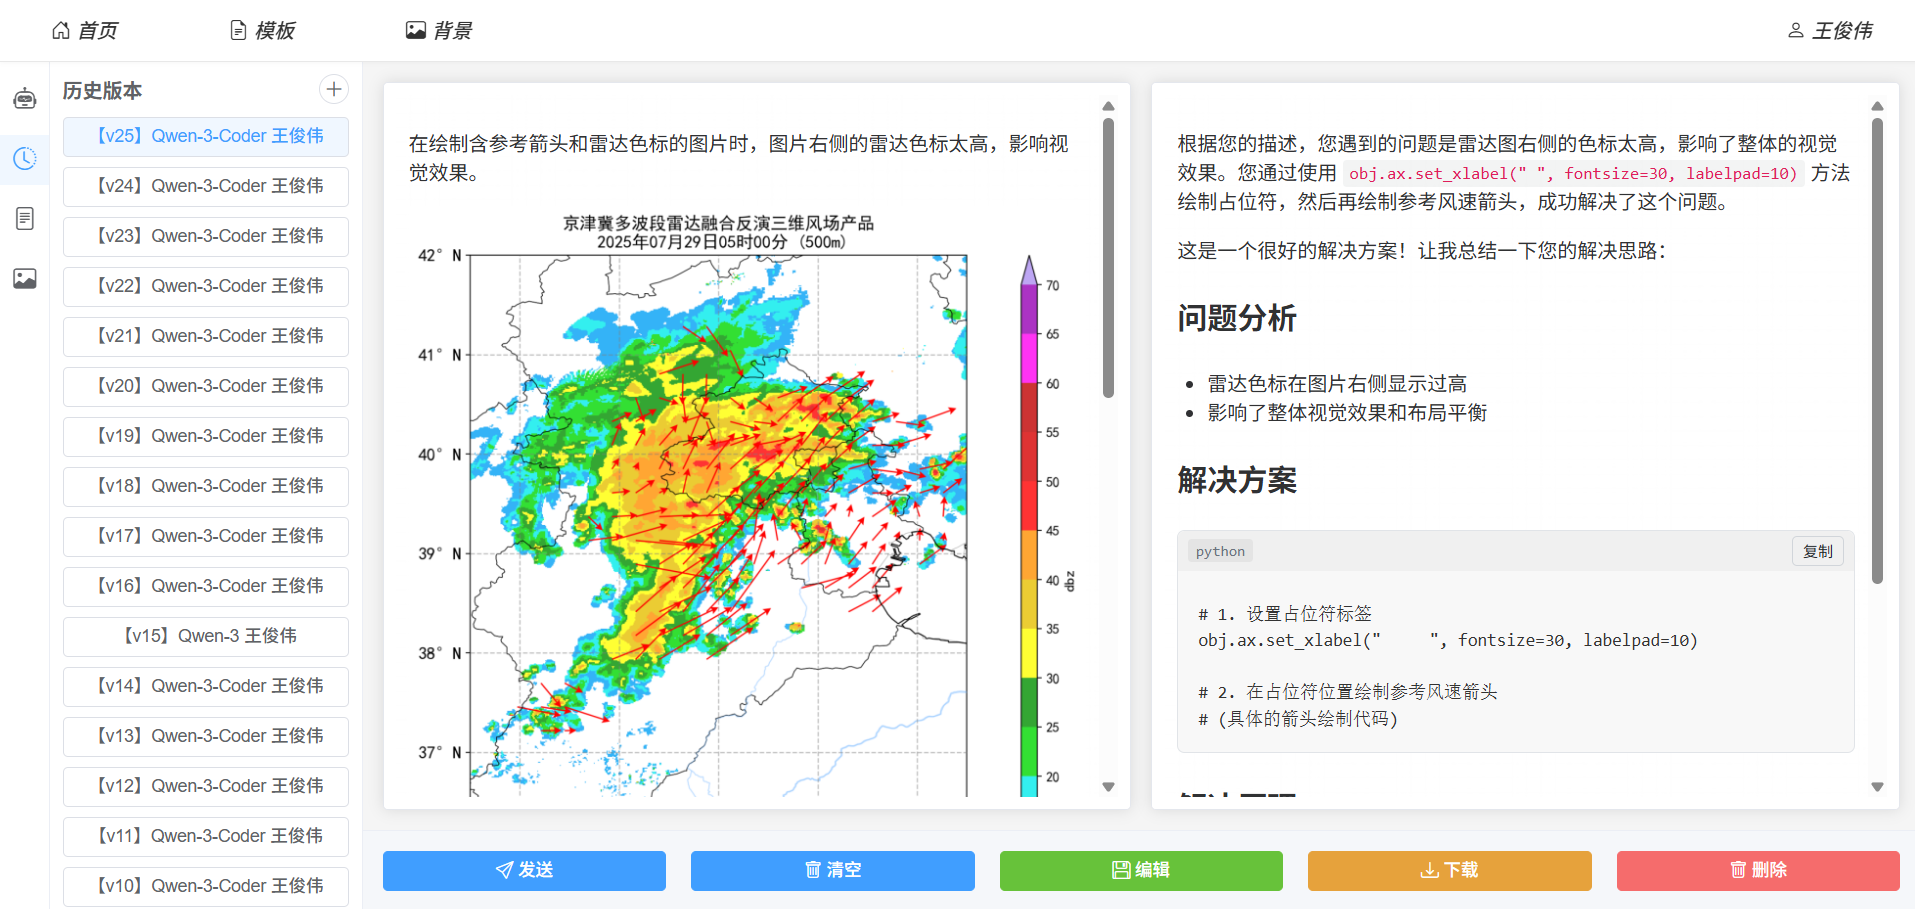 首页
模板
背景
王俊伟
历史版本
【v25】Qwen-3-Coder 王俊伟
【v24】Qwen-3-Coder 王俊伟
【v23】Qwen-3-Coder 王俊伟
【v22】Qwen-3-Coder 王俊伟
【v21】Qwen-3-Coder 王俊伟
【v20】Qwen-3-Coder 王俊伟
【v19】Qwen-3-Coder 王俊伟
【v18】Qwen-3-Coder 王俊伟
【v17】Qwen-3-Coder 王俊伟
【v16】Qwen-3-Coder 王俊伟
【v15】Qwen-3 王俊伟
【v14】Qwen-3-Coder 王俊伟
【v13】Qwen-3-Coder 王俊伟
【v12】Qwen-3-Coder 王俊伟
【v11】Qwen-3-Coder 王俊伟
【v10】Qwen-3-Coder 王俊伟
在绘制含参考箭头和雷达色标的图片时，图片右侧的雷达色标太高，影响视
觉效果。
京津冀多波段雷达融合反演三维风场产品
2025年07月29日05时00分 (500m)
42° N
41° N
40° N
39° N
38° N
37° N
70
65
60
55
50
45
40
35
30
25
20
dbz
根据您的描述，您遇到的问题是雷达图右侧的色标太高，影响了整体的视觉
效果。您通过使用 obj.ax.set_xlabel(" ", fontsize=30, labelpad=10) 方法
绘制占位符，然后再绘制参考风速箭头，成功解决了这个问题。
这是一个很好的解决方案！让我总结一下您的解决思路：
问题分析
雷达色标在图片右侧显示过高
影响了整体视觉效果和布局平衡
解决方案
python
复制
# 1. 设置占位符标签
obj.ax.set_xlabel("     ", fontsize=30, labelpad=10)
# 2. 在占位符位置绘制参考风速箭头
# (具体的箭头绘制代码)
发送
清空
编辑
下载
删除